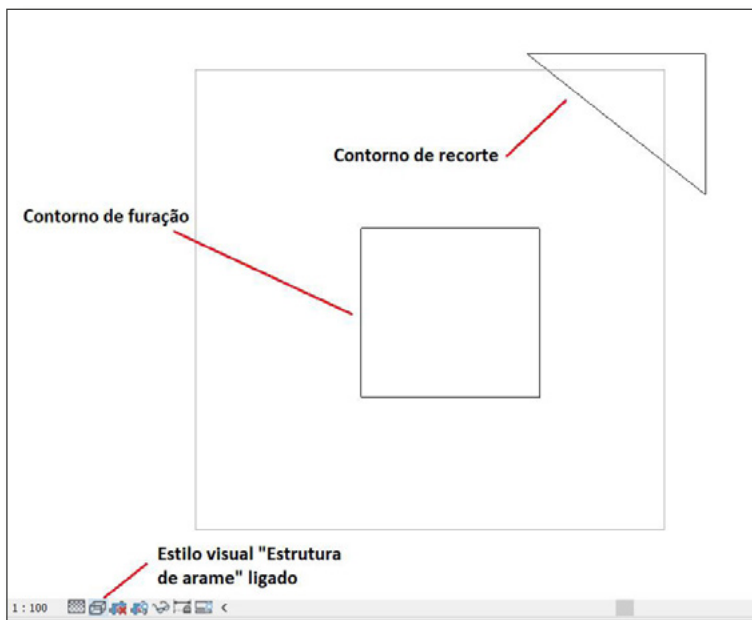 Contorno de recorte
Contorno de furação
Estilo visual "Estrutura
de arame" ligado
1 : 100